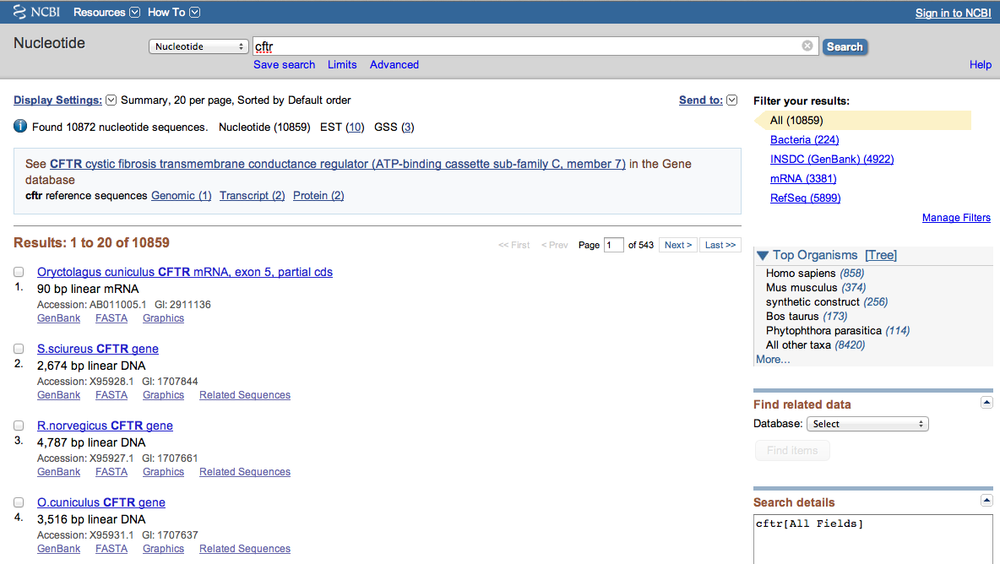 NCBI Resources How To Sign in to NCBI
Nucleotide Nucleotide cftr Search
Save search Limits Advanced Help
Display Settings: Summary, 20 per page, Sorted by Default order Send to:
Found 10872 nucleotide sequences. Nucleotide (10859) EST (10) GSS (3)
See CFTR cystic fibrosis transmembrane conductance regulator (ATP-binding cassette sub-family C, member 7) in the Gene
database
cftr reference sequences Genomic (1) Transcript (2) Protein (2)
Results: 1 to 20 of 10859 << First < Prev Page 1 of 543 Next > Last >>
Oryctolagus cuniculus CFTR mRNA, exon 5, partial cds
1. 90 bp linear mRNA
Accession: AB011005.1 GI: 2911136
GenBank FASTA Graphics
S.sciureus CFTR gene
2. 2,674 bp linear DNA
Accession: X95928.1 GI: 1707844
GenBank FASTA Graphics Related Sequences
R.norvegicus CFTR gene
3. 4,787 bp linear DNA
Accession: X95927.1 GI: 1707661
GenBank FASTA Graphics Related Sequences
O.cuniculus CFTR gene
4. 3,516 bp linear DNA
Accession: X95931.1 GI: 1707637
GenBank FASTA Graphics Related Sequences
Filter your results:
All (10859)
Bacteria (224)
INSDC (GenBank) (4922)
mRNA (3381)
RefSeq (5899)
Manage Filters
Top Organisms [Tree]
Homo sapiens (858)
Mus musculus (374)
synthetic construct (256)
Bos taurus (173)
Phytophthora parasitica (114)
All other taxa (8420)
More...
Find related data
Database: Select
Find items
Search details
cftr[All Fields]